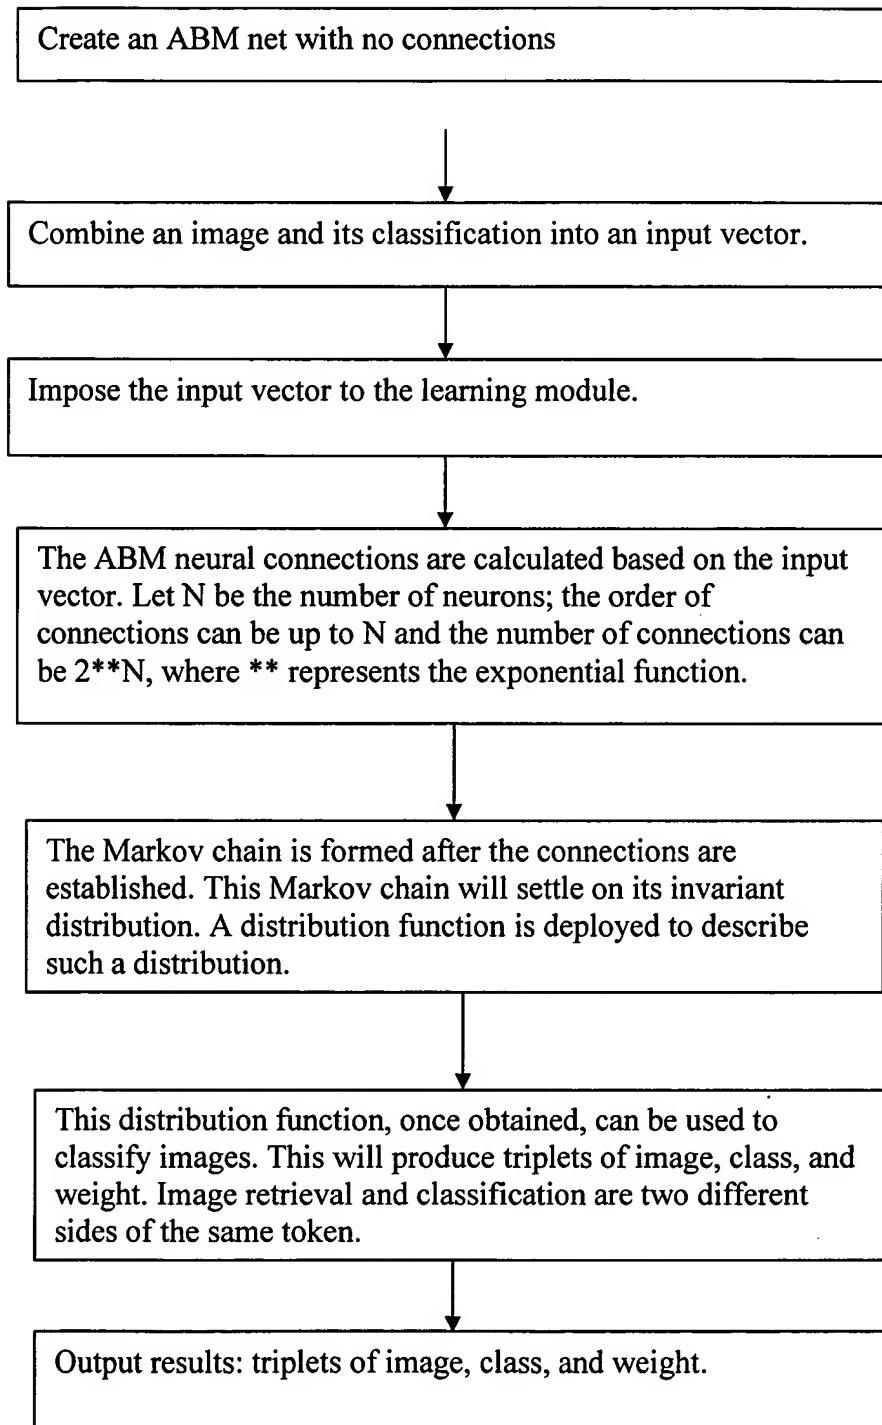 Create an ABM net with no connections
Combine an image and its classification into an input vector.
Impose the input vector to the learning module.
The ABM neural connections are calculated based on the input
vector. Let N be the number of neurons; the order of
connections can be up to N and the number of connections can
be 2**N, where ** represents the exponential function.
The Markov chain is formed after the connections are
established. This Markov chain will settle on its invariant
distribution. A distribution function is deployed to describe
such a distribution.
This distribution function, once obtained, can be used to
classify images. This will produce triplets of image, class, and
weight. Image retrieval and classification are two different
sides of the same token.
Output results: triplets of image, class, and weight.